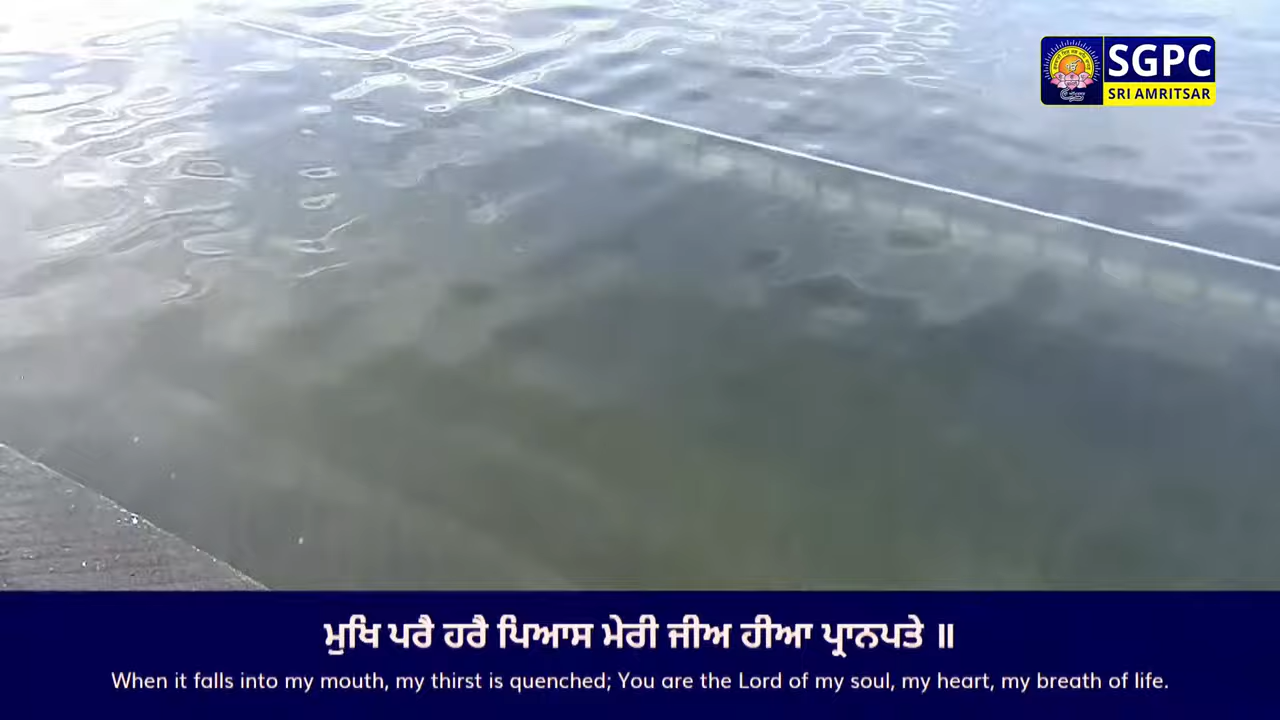 SGPC
SRI AMRITSAR
ਮੁਖਿ ਪਰੈ ਹਰੈ ਪਿਆਸ ਮੇਰੀ ਜੀਅ ਹੀਆ ਪ੍ਰਾਨਪਤੇ ॥
When it falls into my mouth, my thirst is quenched; You are the Lord of my soul, my heart, my breath of life.